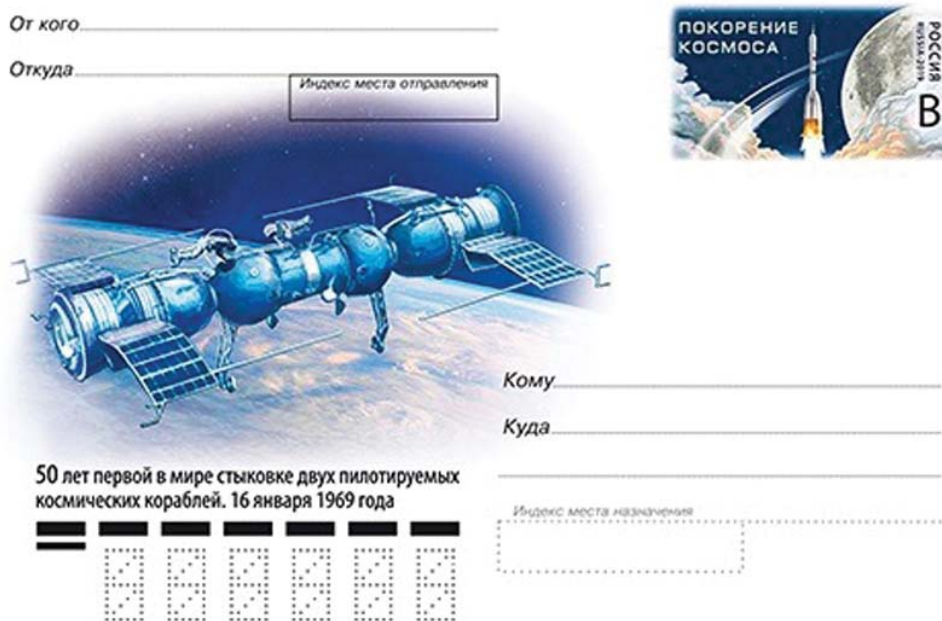 От кого
Откуда
Индекс места отправления
ПОКОРЕНИЕ
КОСМОСА
РОССИЯ
RUSSIA•2019
В
Кому
Куда
50 лет первой в мире стыковке двух пилотируемых
космических кораблей. 16 января 1969 года
Индекс места назначения